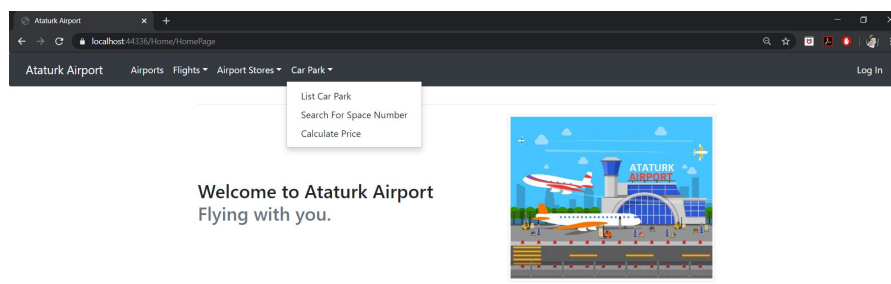 Ataturk Airport
localhost:44336/Home/HomePage
Ataturk Airport Airports Flights Airport Stores Car Park Log In
List Car Park
Search For Space Number
Calculate Price
Welcome to Ataturk Airport
Flying with you.
ATATURK
AIRPORT